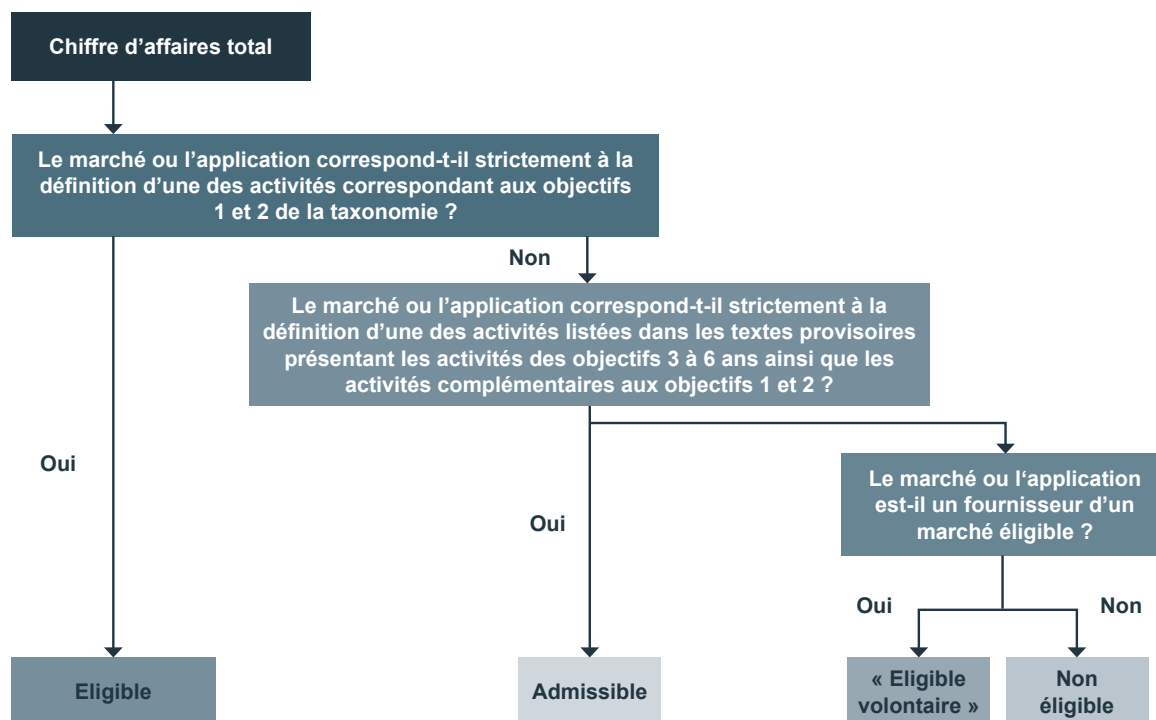 Chiffre d’affaires total
Le marché ou l’application correspond-t-il strictement à la
définition d’une des activités correspondant aux objectifs
1 et 2 de la taxonomie ?
Non
Le marché ou l’application correspond-t-il strictement à la
définition d’une des activités listées dans les textes provisoires
présentant les activités des objectifs 3 à 6 ans ainsi que les
activités complémentaires aux objectifs 1 et 2 ?
Oui
Le marché ou l‘application
est-il un fournisseur d’un
marché éligible ?
Oui
Oui
Non
Eligible
Admissible
« Eligible
volontaire »
Non
éligible